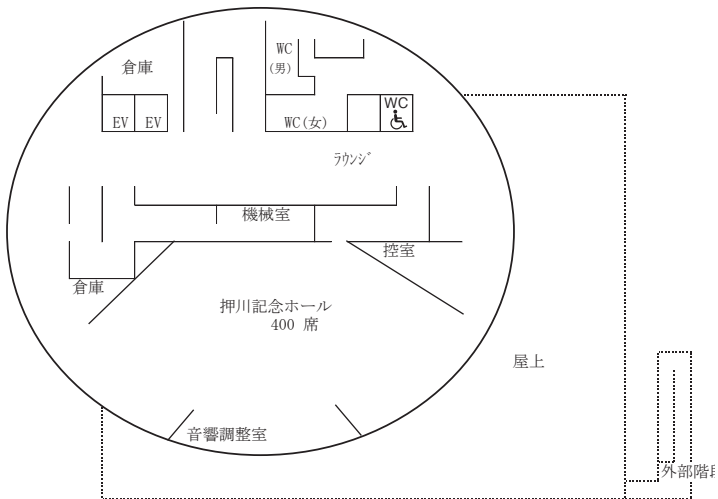 WC
(男)
倉庫
WC
EV
EV
WC(女)
ﾗｳﾝｼﾞ
機械室
控室
倉庫
押川記念ホール
400 席
屋上
音響調整室
外部階段